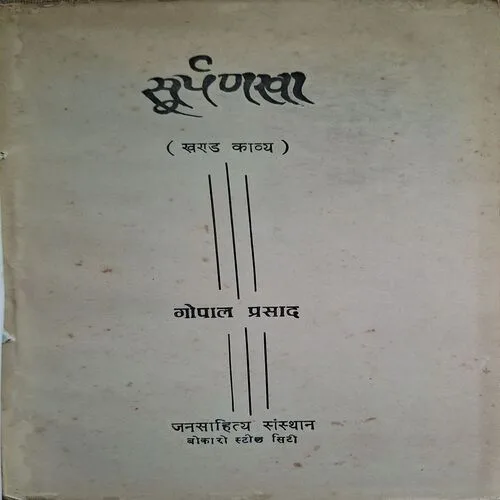 सूर्पणखा
( खण्ड काव्य )
गोपाल प्रसाद
जनसाहित्य संस्थान
बोकारो स्टील सिटी